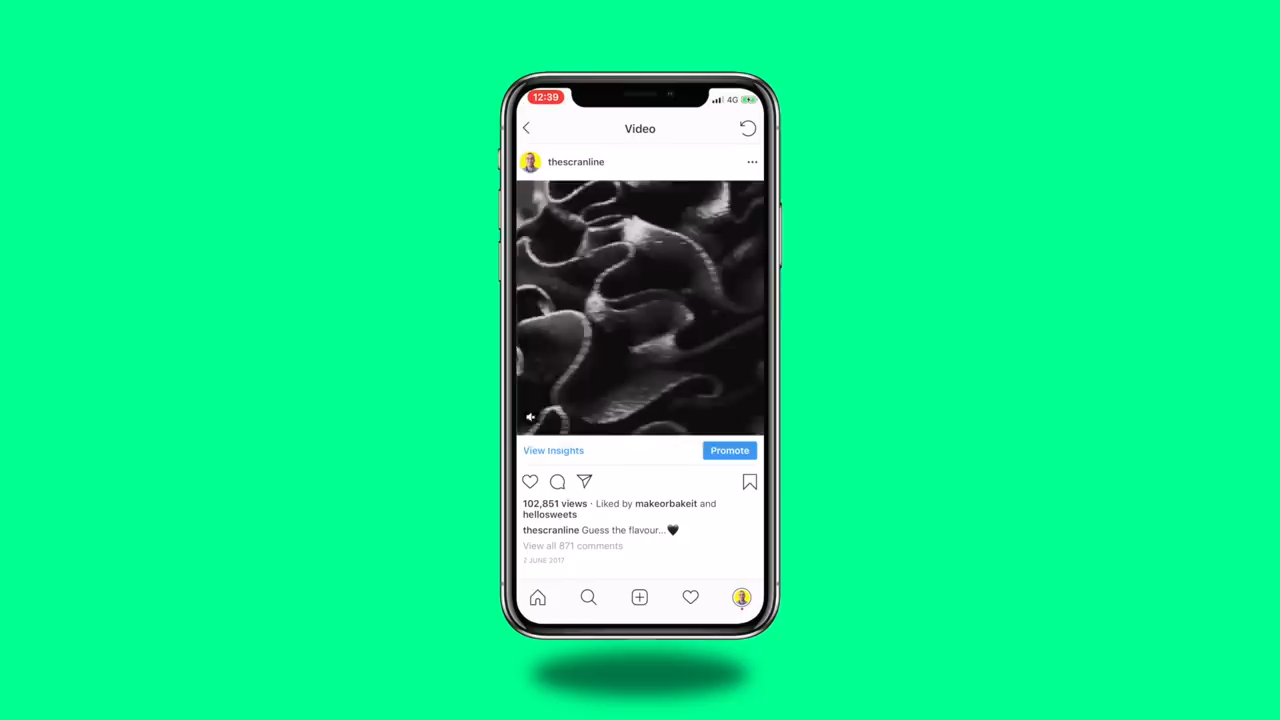 12:39
4G
Video
thescranline
View Insights
Promote
102,851 views · Liked by makeorbakeit and
hellosweets
thescranline Guess the flavour...🖤
View all 871 comments
2 JUNE 2017